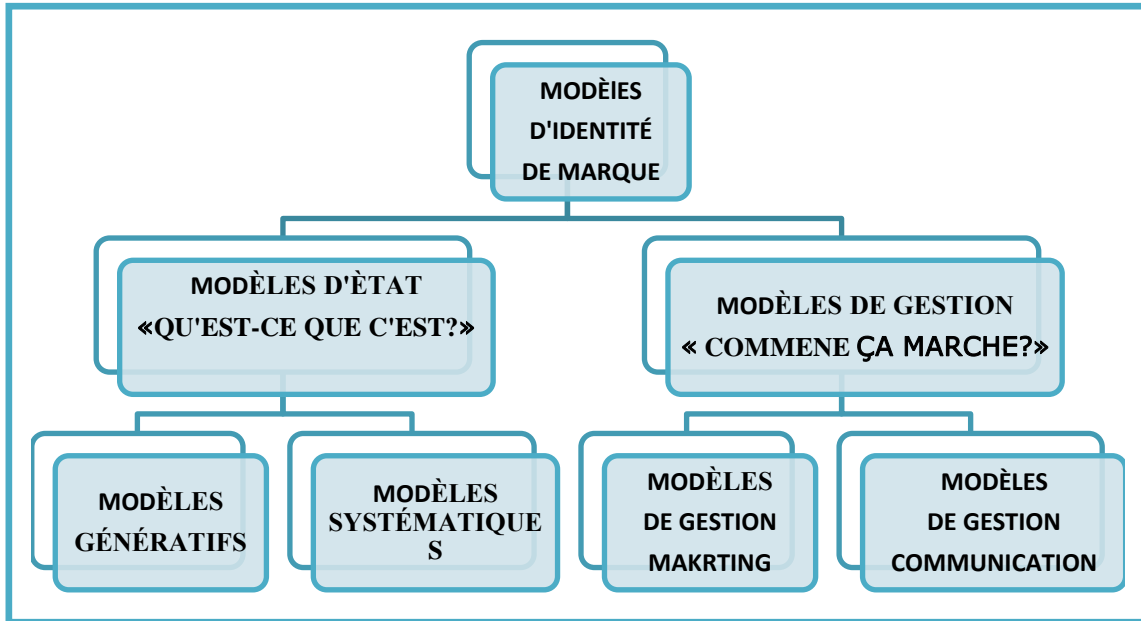 MODÈlES
D'IDENTITÉ
DE MARQUE
MODÈLES D'ÈTAT
«QU'EST-CE QUE C'EST?»
MODÈLES DE GESTION
« COMMENE ÇA MARCHE?»
MODÈLES
GÉNÉRATIFS
MODÈLES
SYSTÉMATIQUE
S
MODÈLES
DE GESTION
MAKRTING
MODÈLES
DE GESTION
COMMUNICATION